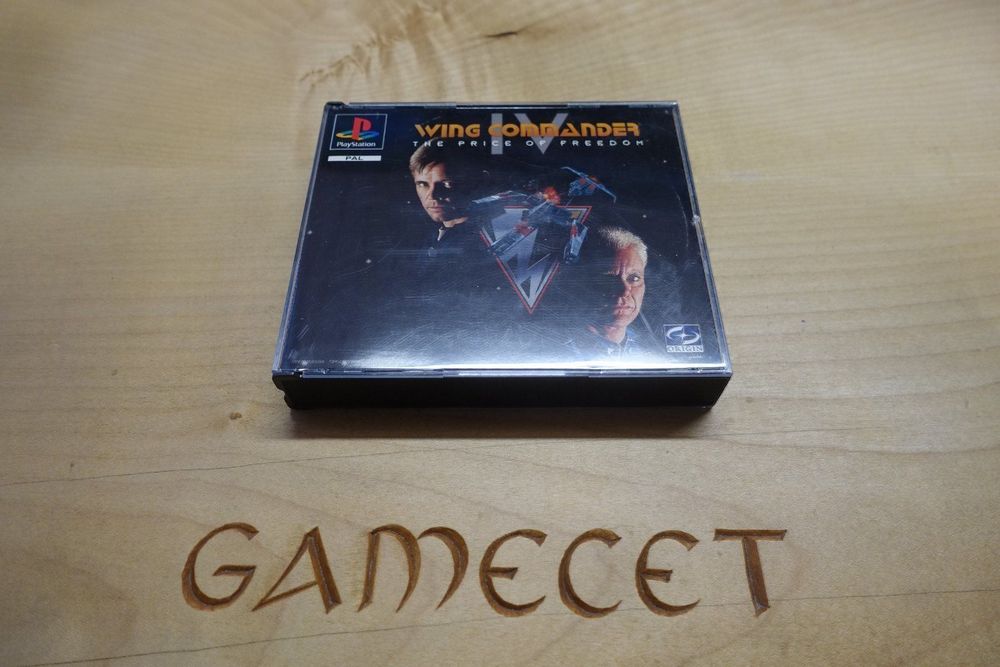 PlayStation
PAL
IV
WING COMMANDER
THE PRICE OF FREEDOM
ORIGIN
GAMECET